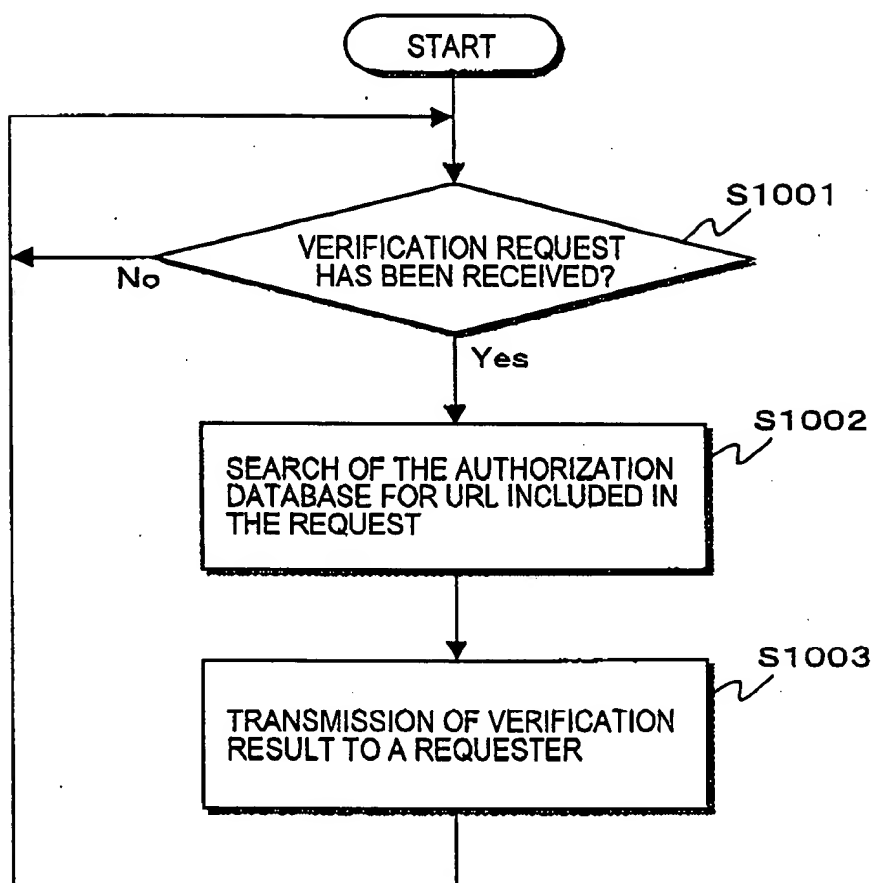 START
S1001
VERIFICATION REQUEST
HAS BEEN RECEIVED?
No
Yes
S1002
SEARCH OF THE AUTHORIZATION
DATABASE FOR URL INCLUDED IN
THE REQUEST
S1003
TRANSMISSION OF VERIFICATION
RESULT TO A REQUESTER